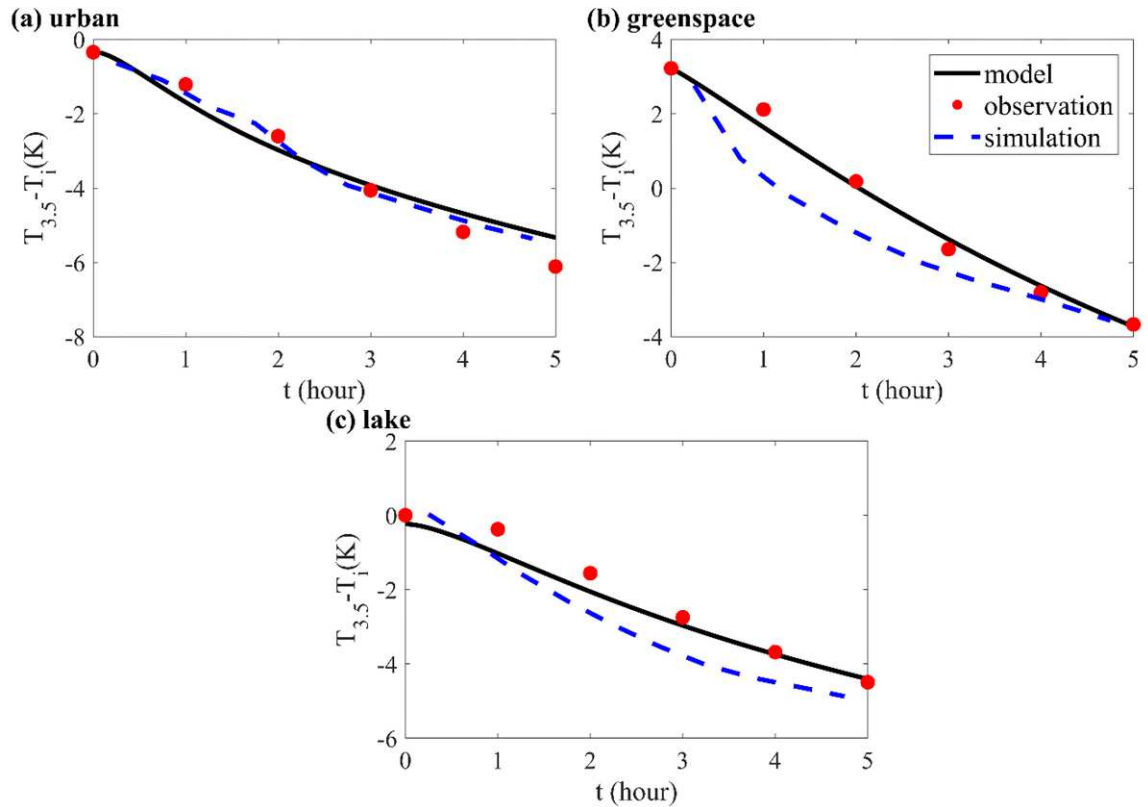 (a) urban
0
-2
-4
-6
-8
T3.5-Ti(K)
0 1 2 3 4 5
t (hour)
(b) greenspace
4
2
0
-2
-4
T3.5-Ti(K)
model
observation
simulation
0 1 2 3 4 5
t (hour)
(c) lake
2
0
-2
-4
-6
T3.5-Ti(K)
0 1 2 3 4 5
t (hour)